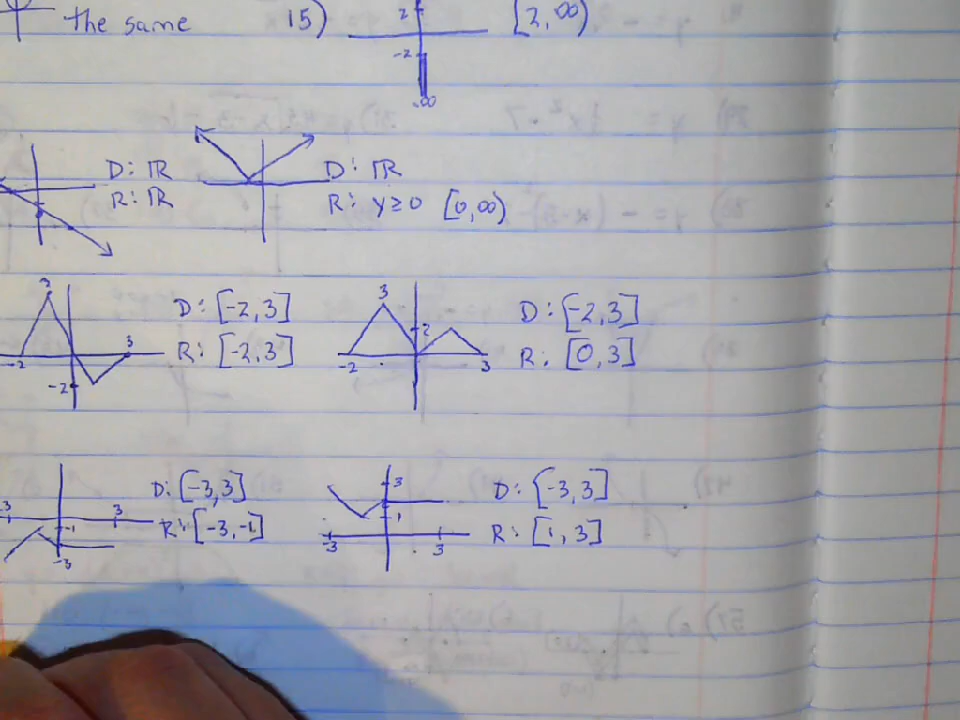 the same 15) 2 [2, ∞)
-2
∞
D: ℝ D: ℝ
R: ℝ R: y≥0 [0,∞)
3 D: [-2,3] 3 D: [-2,3]
-2 3 R: [-2,3] -2 2 3 R: [0,3]
-2
D: [-3,3] 3 D: [-3,3]
-3 3 -1 R: [-3,-1] 1 R: [1,3]
-3 -3 3